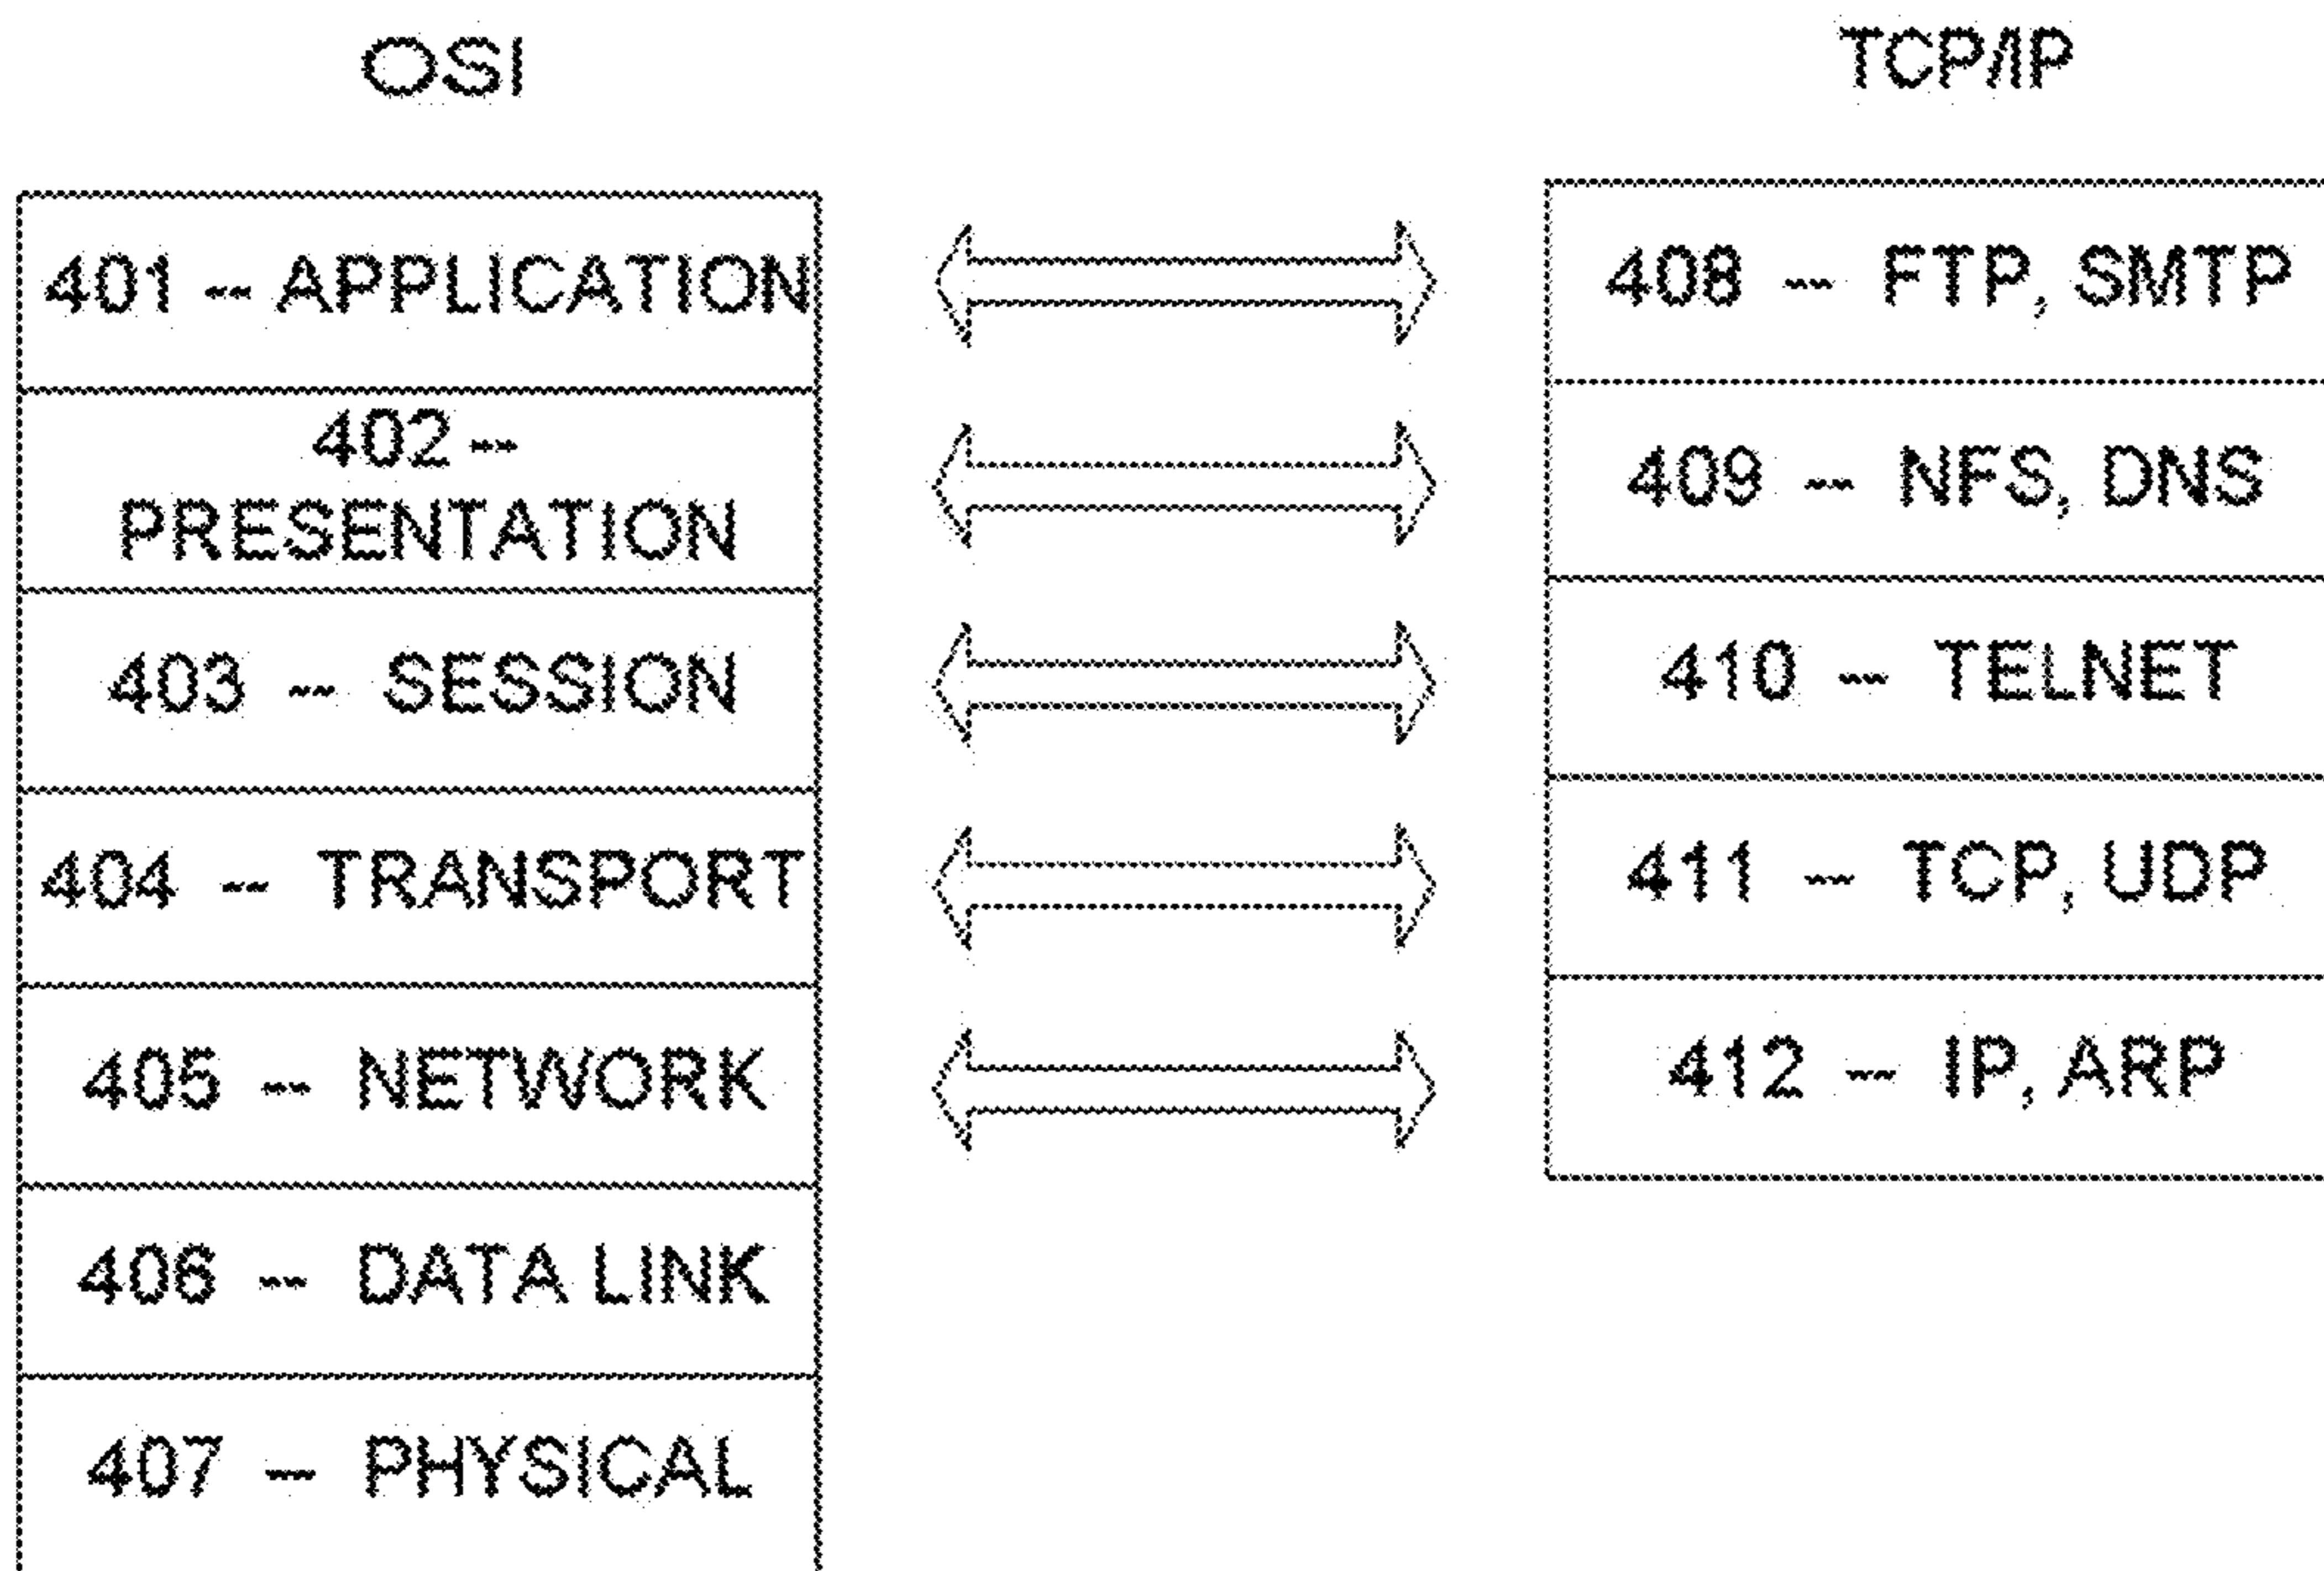 OSI
TCP/IP
401 -- APPLICATION
408 -- FTP, SMTP
402 --
PRESENTATION
409 -- NFS, DNS
403 -- SESSION
410 -- TELNET
404 -- TRANSPORT
411 -- TCP, UDP
405 -- NETWORK
412 -- IP, ARP
406 -- DATA LINK
407 -- PHYSICAL